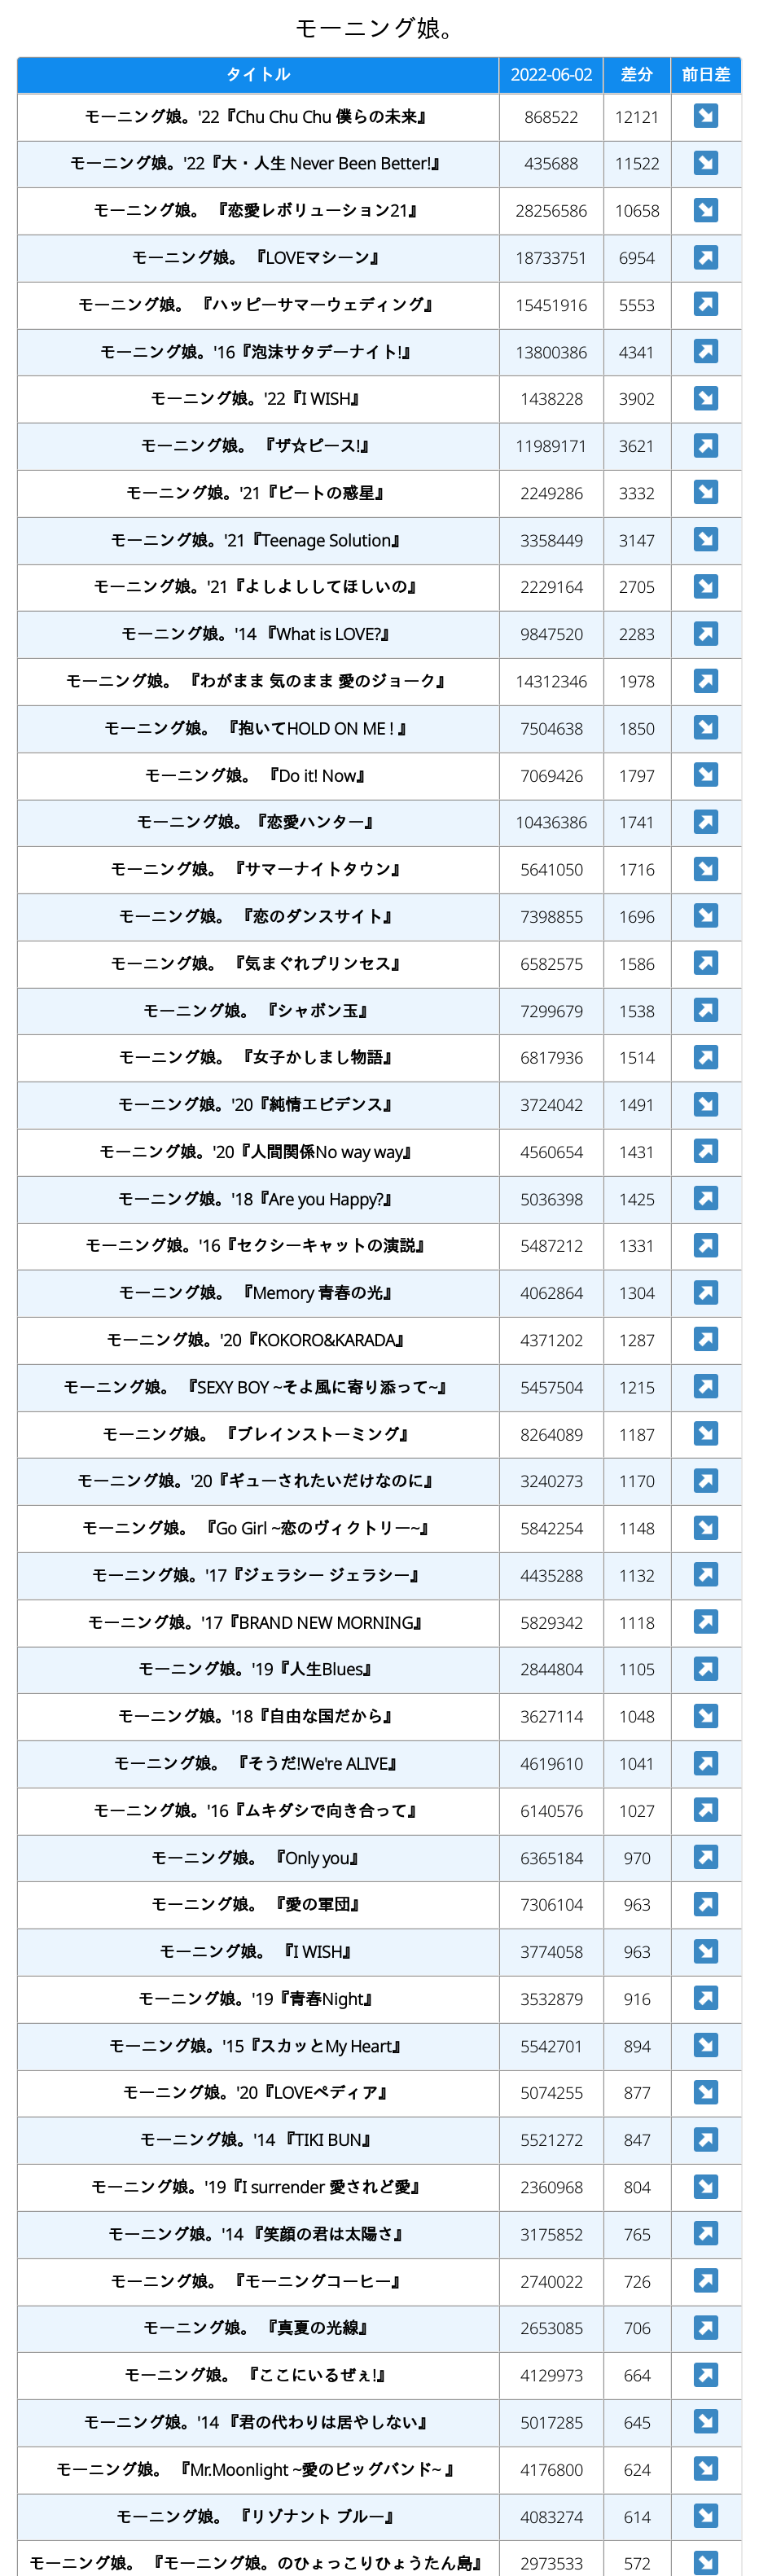 モーニング娘。
タイトル 2022-06-02 差分 前日差
モーニング娘。'22『Chu Chu Chu 僕らの未来』 868522 12121
モーニング娘。'22『大・人生 Never Been Better!』 435688 11522
モーニング娘。 『恋愛レボリューション21』 28256586 10658
モーニング娘。 『LOVEマシーン』 18733751 6954
モーニング娘。 『ハッピーサマーウェディング』 15451916 5553
モーニング娘。'16『泡沫サタデーナイト!』 13800386 4341
モーニング娘。'22『I WISH』 1438228 3902
モーニング娘。 『ザ☆ピース!』 11989171 3621
モーニング娘。'21『ビートの惑星』 2249286 3332
モーニング娘。'21『Teenage Solution』 3358449 3147
モーニング娘。'21『よしよししてほしいの』 2229164 2705
モーニング娘。'14 『What is LOVE?』 9847520 2283
モーニング娘。 『わがまま 気のまま 愛のジョーク』 14312346 1978
モーニング娘。 『抱いてHOLD ON ME ! 』 7504638 1850
モーニング娘。 『Do it! Now』 7069426 1797
モーニング娘。『恋愛ハンター』 10436386 1741
モーニング娘。 『サマーナイトタウン』 5641050 1716
モーニング娘。 『恋のダンスサイト』 7398855 1696
モーニング娘。 『気まぐれプリンセス』 6582575 1586
モーニング娘。 『シャボン玉』 7299679 1538
モーニング娘。 『女子かしまし物語』 6817936 1514
モーニング娘。'20『純情エビデンス』 3724042 1491
モーニング娘。'20『人間関係No way way』 4560654 1431
モーニング娘。'18『Are you Happy?』 5036398 1425
モーニング娘。'16『セクシーキャットの演説』 5487212 1331
モーニング娘。 『Memory 青春の光』 4062864 1304
モーニング娘。'20『KOKORO&KARADA』 4371202 1287
モーニング娘。 『SEXY BOY ~そよ風に寄り添って~』 5457504 1215
モーニング娘。 『ブレインストーミング』 8264089 1187
モーニング娘。'20『ギューされたいだけなのに』 3240273 1170
モーニング娘。 『Go Girl ~恋のヴィクトリー~』 5842254 1148
モーニング娘。'17『ジェラシー ジェラシー』 4435288 1132
モーニング娘。'17『BRAND NEW MORNING』 5829342 1118
モーニング娘。'19『人生Blues』 2844804 1105
モーニング娘。'18『自由な国だから』 3627114 1048
モーニング娘。 『そうだ!We're ALIVE』 4619610 1041
モーニング娘。'16『ムキダシで向き合って』 6140576 1027
モーニング娘。 『Only you』 6365184 970
モーニング娘。 『愛の軍団』 7306104 963
モーニング娘。 『I WISH』 3774058 963
モーニング娘。'19『青春Night』 3532879 916
モーニング娘。'15『スカッとMy Heart』 5542701 894
モーニング娘。'20『LOVEペディア』 5074255 877
モーニング娘。'14 『TIKI BUN』 5521272 847
モーニング娘。'19『I surrender 愛されど愛』 2360968 804
モーニング娘。'14 『笑顔の君は太陽さ』 3175852 765
モーニング娘。 『モーニングコーヒー』 2740022 726
モーニング娘。 『真夏の光線』 2653085 706
モーニング娘。 『ここにいるぜぇ!』 4129973 664
モーニング娘。'14 『君の代わりは居やしない』 5017285 645
モーニング娘。 『Mr.Moonlight ~愛のビッグバンド~ 』 4176800 624
モーニング娘。 『リゾナント ブルー』 4083274 614
モーニング娘。 『モーニング娘。のひょっこりひょうたん島』 2973533 572